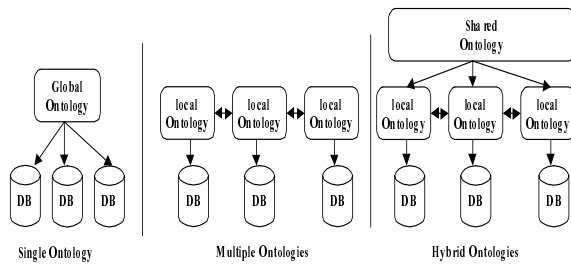 Global
Ontology
DB
DB
DB
Single Ontology
local
Ontology
local
Ontology
local
Ontology
DB
DB
DB
Multiple Ontologies
Shared
Ontology
local
Ontology
local
Ontology
local
Ontology
DB
DB
DB
Hybrid Ontologies